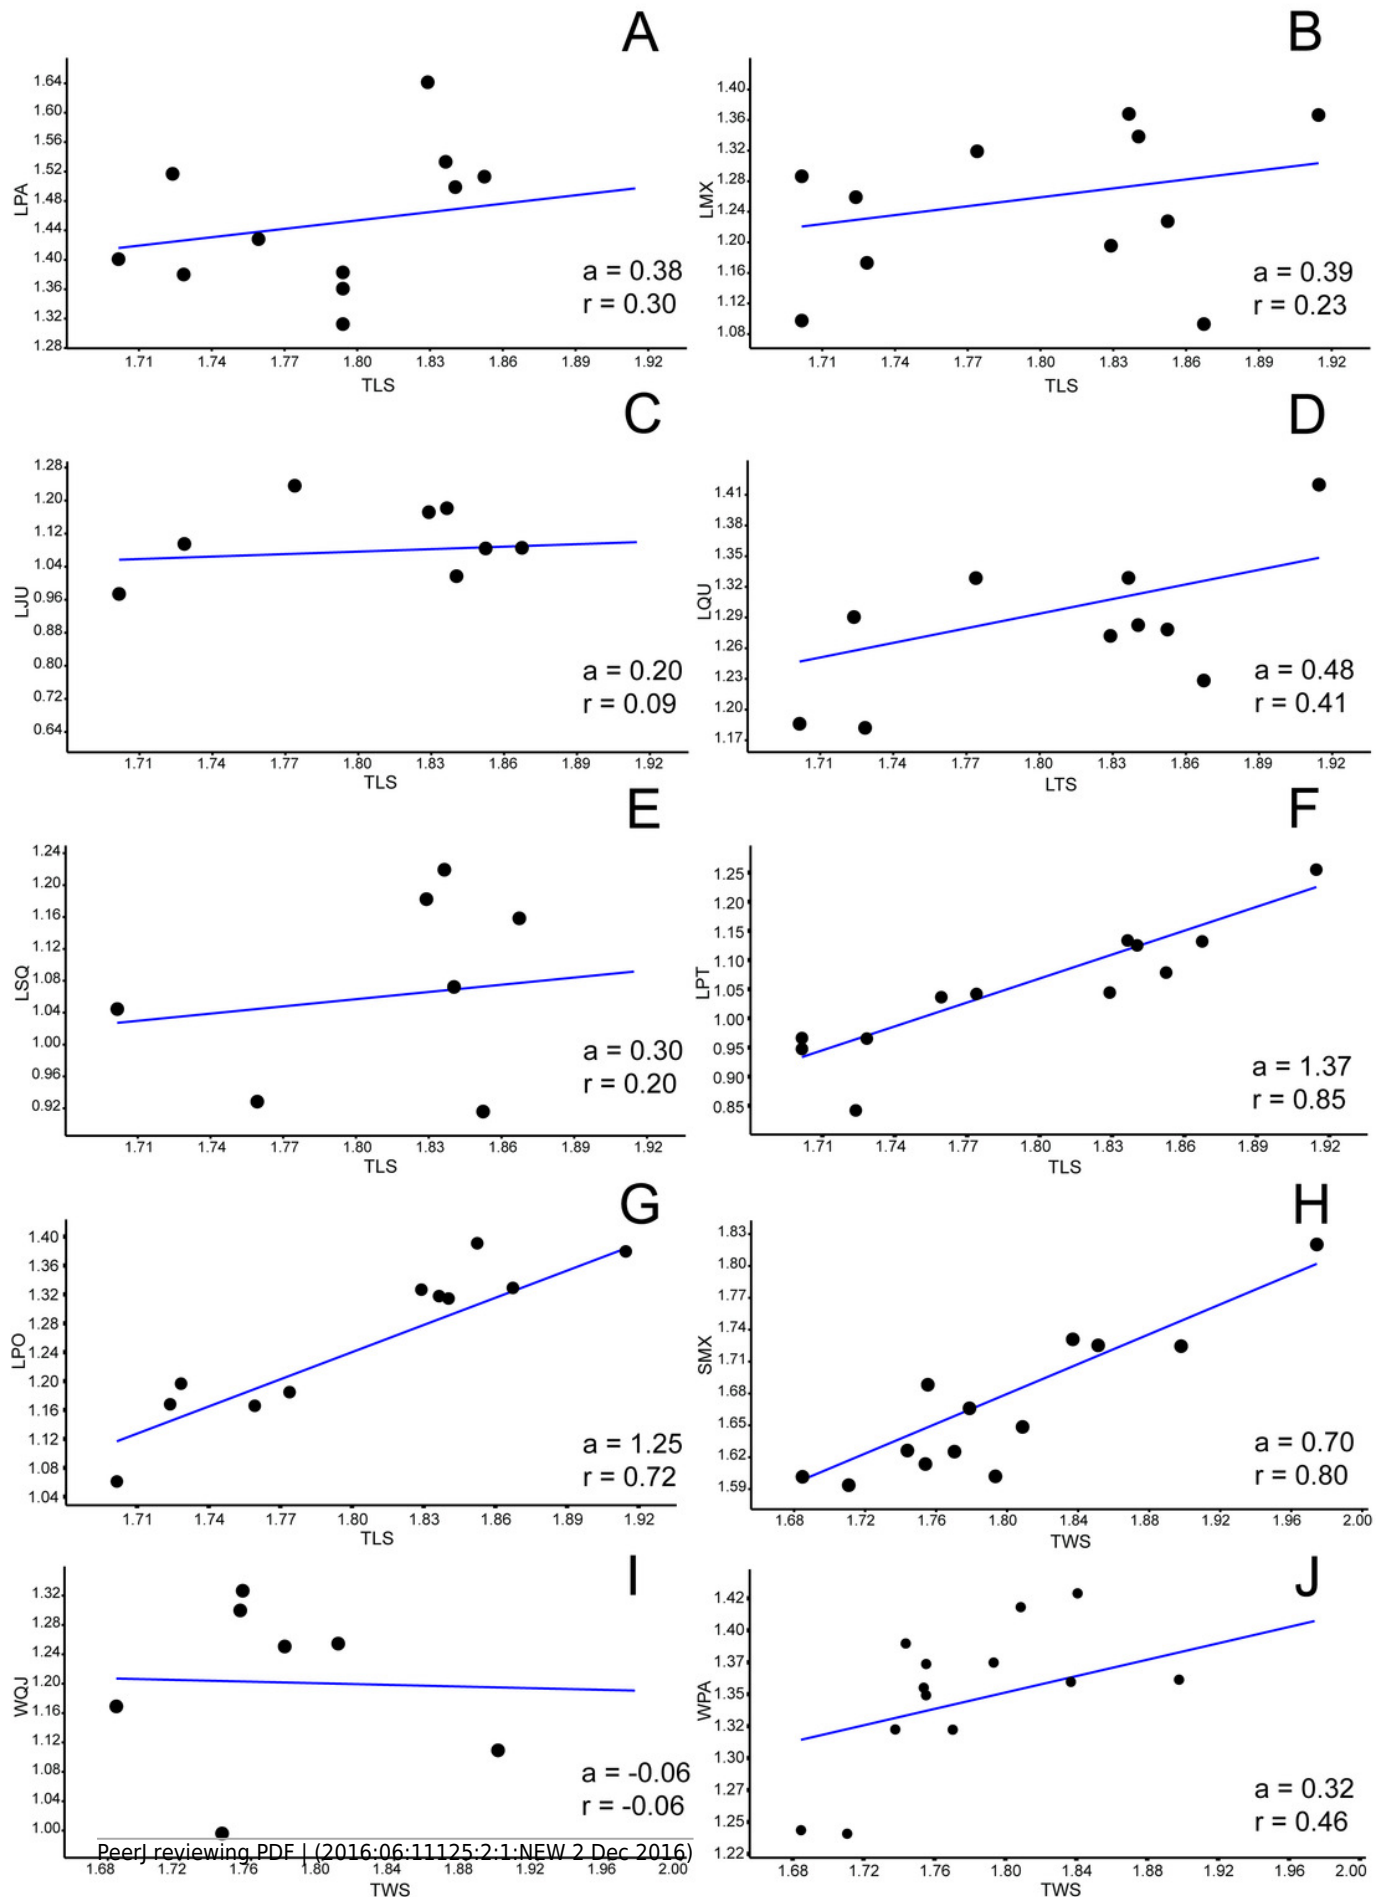 A
LPA
1.64
1.60
1.56
1.52
1.48
1.44
1.40
1.36
1.32
1.28
a = 0.38
r = 0.30
1.71 1.74 1.77 1.80 1.83 1.86 1.89 1.92
TLS
B
LMX
1.40
1.36
1.32
1.28
1.24
1.20
1.16
1.12
1.08
a = 0.39
r = 0.23
1.71 1.74 1.77 1.80 1.83 1.86 1.89 1.92
TLS
C
LJU
1.28
1.20
1.12
1.04
0.96
0.88
0.80
0.72
0.64
a = 0.20
r = 0.09
1.71 1.74 1.77 1.80 1.83 1.86 1.89 1.92
TLS
D
LQU
1.41
1.38
1.35
1.32
1.29
1.26
1.23
1.20
1.17
a = 0.48
r = 0.41
1.71 1.74 1.77 1.80 1.83 1.86 1.89 1.92
LTS
E
LSQ
1.24
1.20
1.16
1.12
1.08
1.04
1.00
0.96
0.92
a = 0.30
r = 0.20
1.71 1.74 1.77 1.80 1.83 1.86 1.89 1.92
TLS
F
LPT
1.25
1.20
1.15
1.10
1.05
1.00
0.95
0.90
0.85
a = 1.37
r = 0.85
1.71 1.74 1.77 1.80 1.83 1.86 1.89 1.92
TLS
G
LPO
1.40
1.36
1.32
1.28
1.24
1.20
1.16
1.12
1.08
1.04
a = 1.25
r = 0.72
1.71 1.74 1.77 1.80 1.83 1.86 1.89 1.92
TLS
H
SMX
1.83
1.80
1.77
1.74
1.71
1.68
1.65
1.62
1.59
a = 0.70
r = 0.80
1.68 1.72 1.76 1.80 1.84 1.88 1.92 1.96 2.00
TWS
I
WQJ
1.32
1.28
1.24
1.20
1.16
1.12
1.08
1.04
1.00
a = -0.06
r = -0.06
PeerJ reviewing PDF | (2016:06:11125:2:1:NEW 2 Dec 2016)
1.68 1.72 1.76 1.80 1.84 1.88 1.92 1.96 2.00
TWS
J
WPA
1.42
1.40
1.37
1.35
1.32
1.30
1.27
1.25
1.22
a = 0.32
r = 0.46
1.68 1.72 1.76 1.80 1.84 1.88 1.92 1.96 2.00
TWS